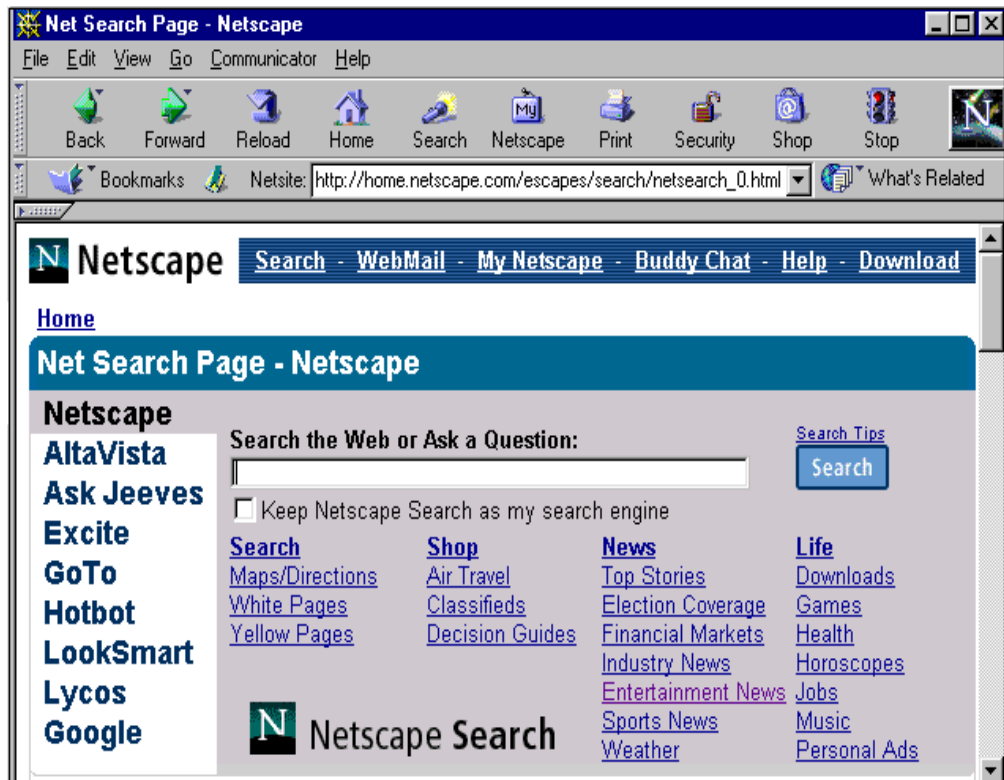 Net Search Page - Netscape
File Edit View Go Communicator Help
Back Forward Reload Home Search Netscape Print Security Shop Stop
My
N
Bookmarks Netsite: http://home.netscape.com/escapes/search/netsearch_0.html What's Related
N Netscape Search - WebMail - My Netscape - Buddy Chat - Help - Download
Home
Net Search Page - Netscape
Netscape
AltaVista
Ask Jeeves
Excite
GoTo
Hotbot
LookSmart
Lycos
Google
Search the Web or Ask a Question:
Search Tips
Search
Keep Netscape Search as my search engine
Search
Maps/Directions
White Pages
Yellow Pages
Shop
Air Travel
Classifieds
Decision Guides
News
Top Stories
Election Coverage
Financial Markets
Industry News
Entertainment News
Sports News
Weather
Life
Downloads
Games
Health
Horoscopes
Jobs
Music
Personal Ads
N Netscape Search